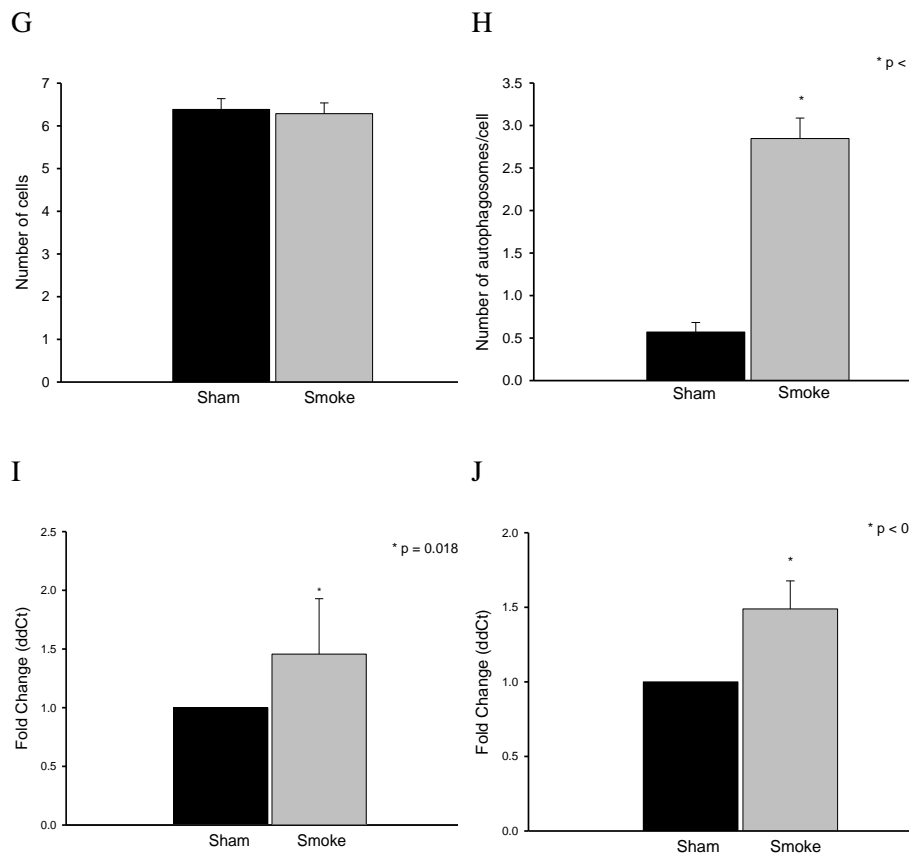 G
Number of cells
7
6
5
4
3
2
1
0
Sham
Smoke
H
* p <
Number of autophagosomes/cell
3.5
3.0
2.5
2.0
1.5
1.0
0.5
0.0
*
Sham
Smoke
I
* p = 0.018
Fold Change (ddCt)
2.5
2.0
1.5
1.0
0.5
0.0
*
Sham
Smoke
J
* p < 0
Fold Change (ddCt)
2.0
1.5
1.0
0.5
0.0
*
Sham
Smoke